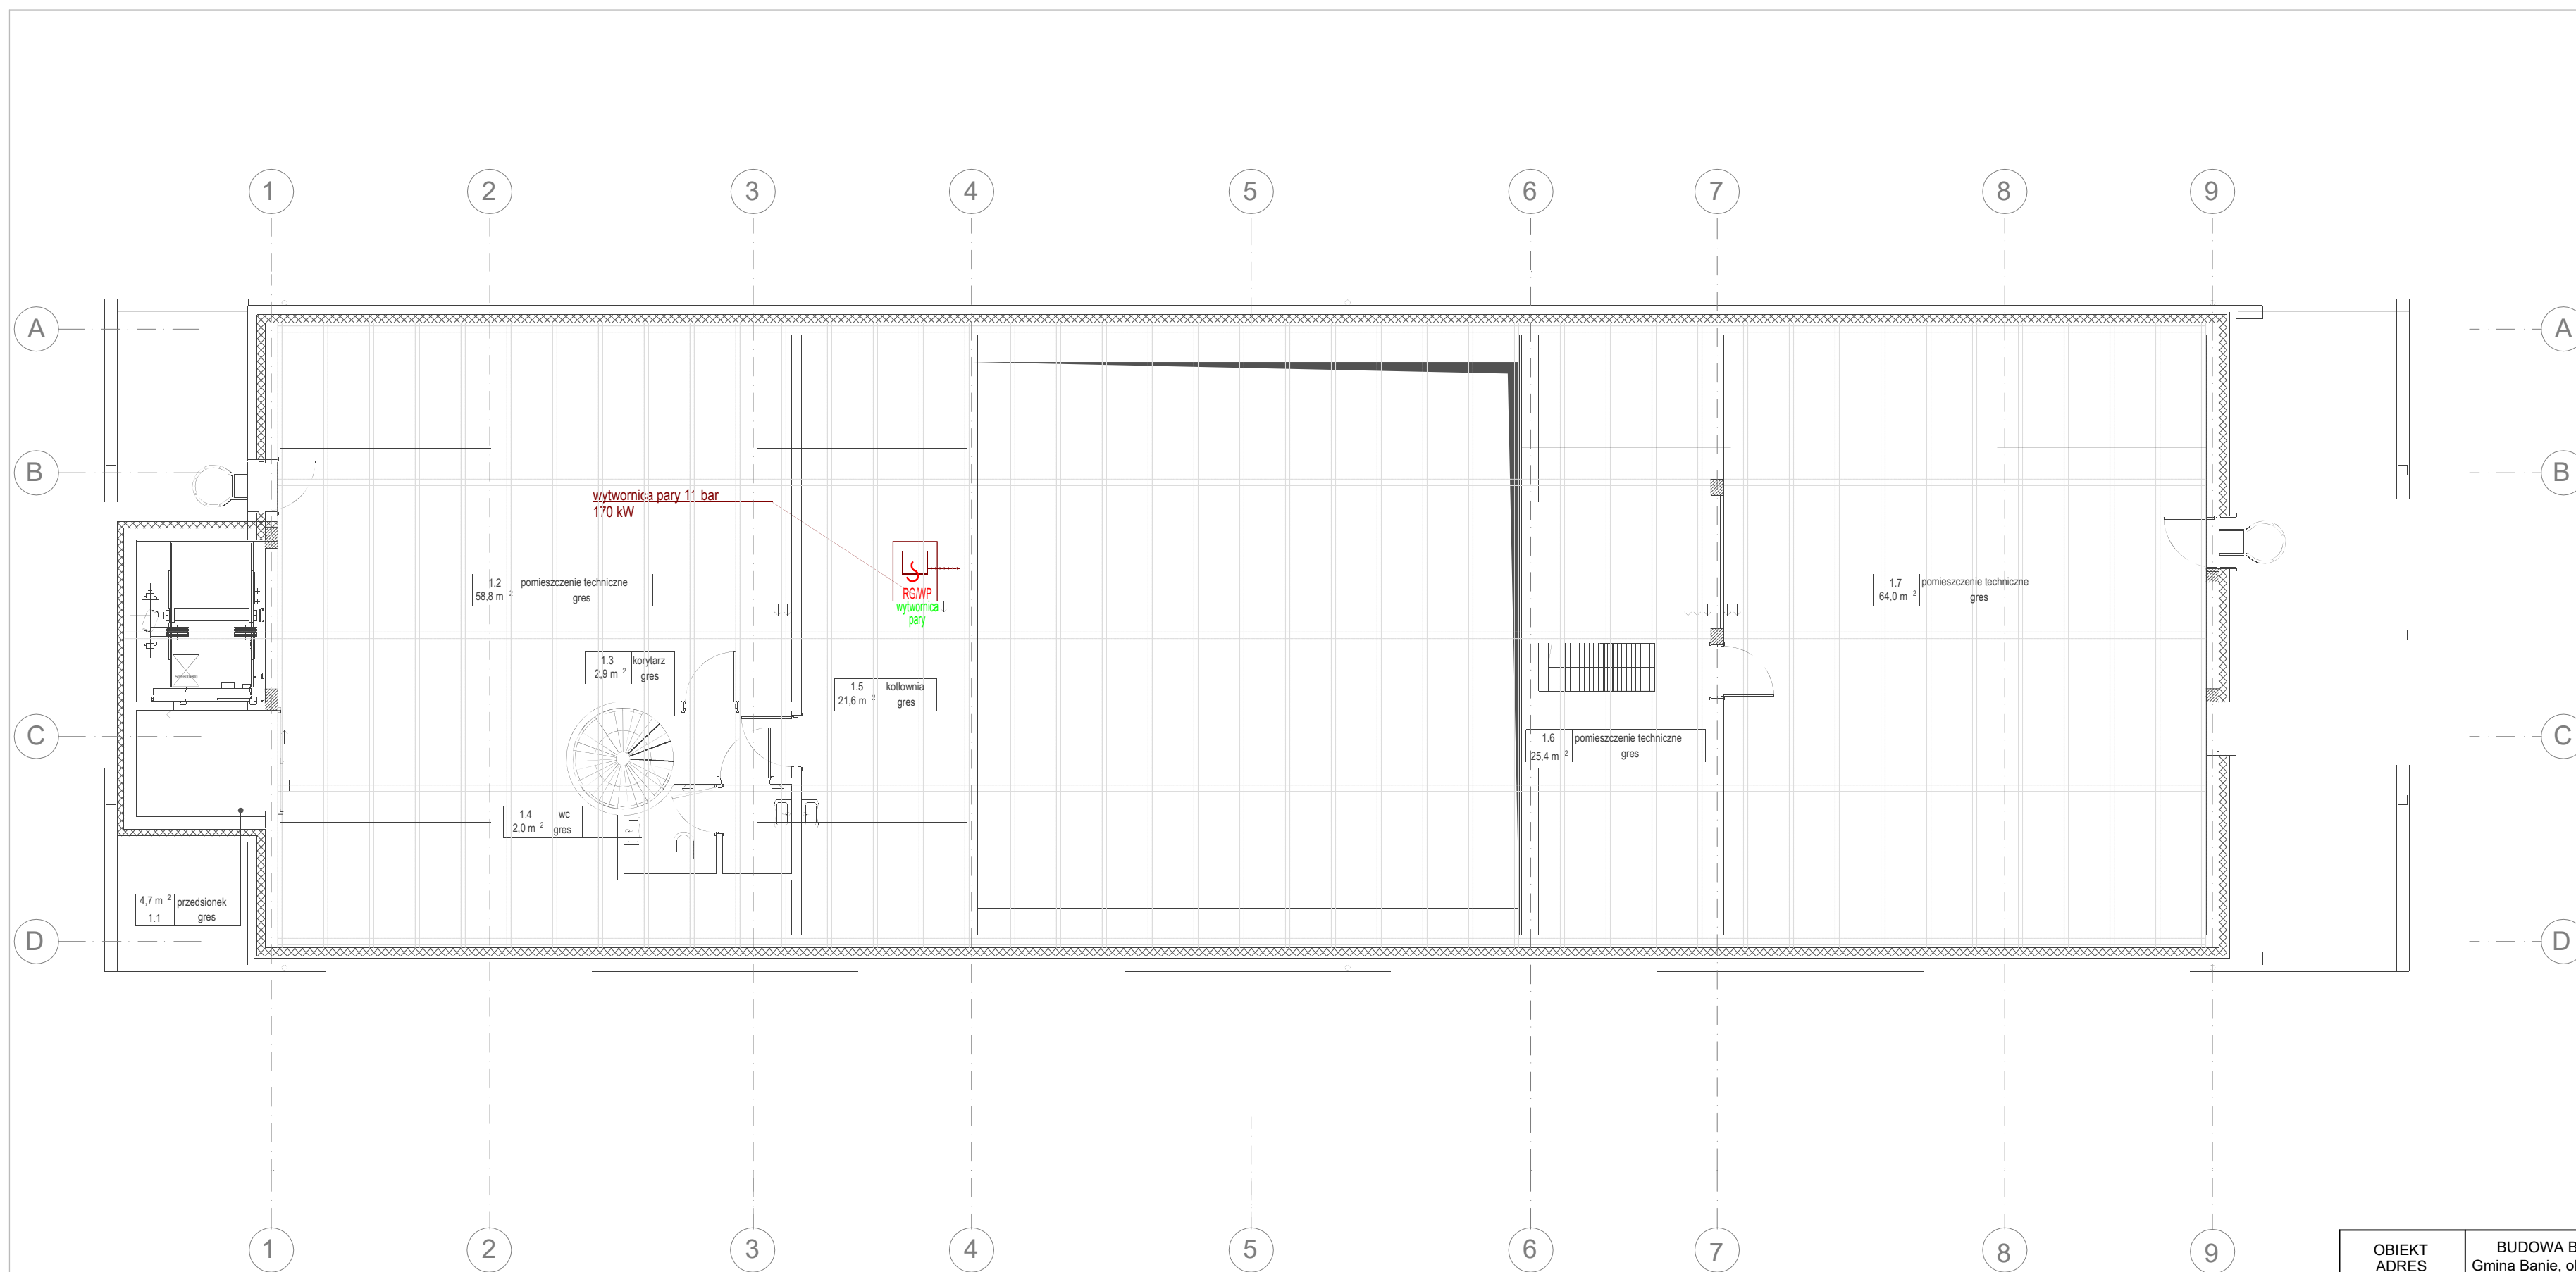 1 2 3 4 5 6 7 8 9
A A
B B
wytwornica pary 11 bar
170 kW
1.2 pomieszczenie techniczne
58,8 m 2 gres
RG/WP
wytwornica
pary
1.7 pomieszczenie techniczne
64,0 m 2 gres
1.3 korytarz
2,9 m 2 gres
1.5 kotłownia
21,6 m 2 gres
C C
1.6 pomieszczenie techniczne
25,4 m 2 gres
1.4 wc
2,0 m 2 gres
4,7 m 2 przedsionek
1.1 gres
D D
1 2 3 4 5 6 7 8 9
OBIEKT BUDOWA B
ADRES Gmina Banie, ol